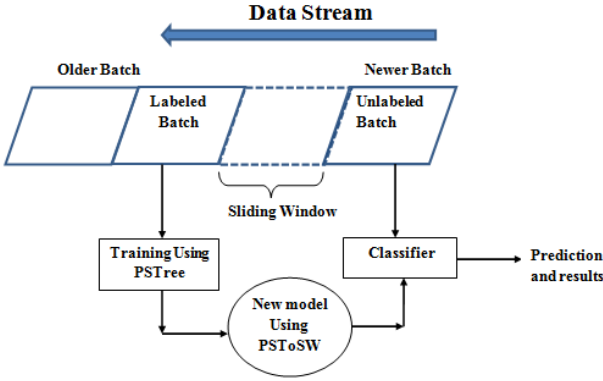 Data Stream
Older Batch
Newer Batch
Labeled
Batch
Unlabeled
Batch
Sliding Window
Training Using
PSTree
Classifier
Prediction
and results
New model
Using
PSToSW